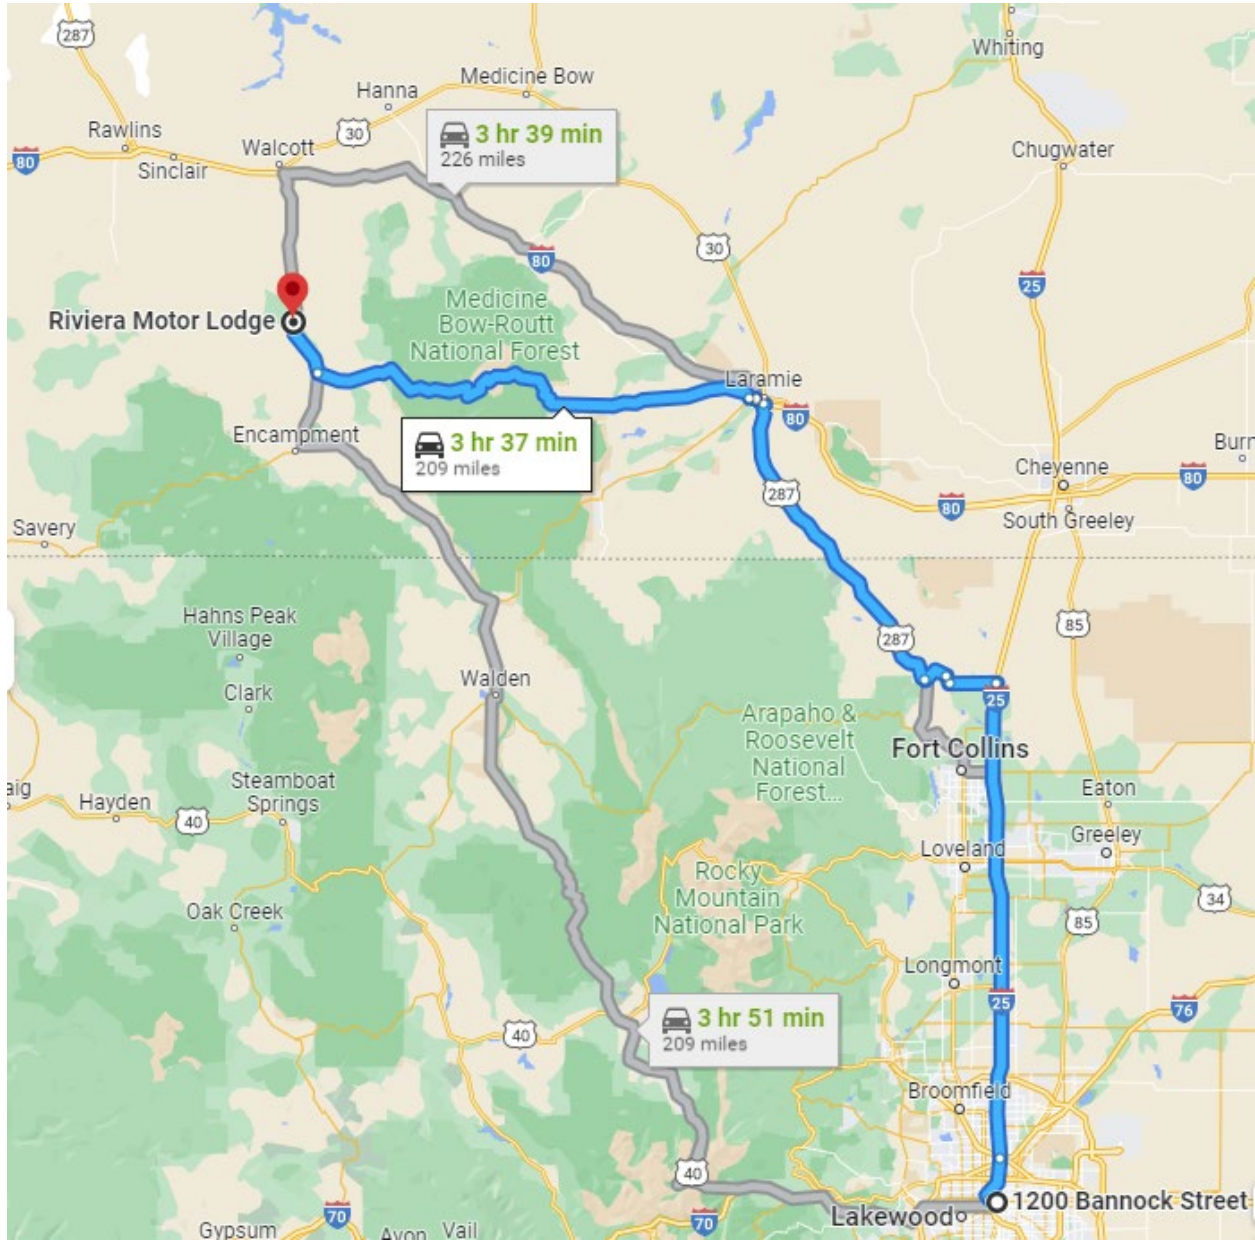 287
Whiting
Medicine Bow
Hanna
30
Rawlins
3 hr 39 min
226 miles
Walcott
Chugwater
80
Sinclair
30
80
25
Medicine
Bow-Routt
National Forest
Riviera Motor Lodge
Laramie
80
3 hr 37 min
209 miles
Encampment
Burn
Cheyenne
80
287
80
South Greeley
Savery
Hahns Peak
Village
85
287
Walden
Clark
25
Arapaho &
Roosevelt
National
Forest...
Fort Collins
Steamboat
Springs
aig
Hayden
40
Eaton
Greeley
Loveland
Rocky
Mountain
National Park
34
Oak Creek
85
Longmont
25
76
3 hr 51 min
209 miles
40
Broomfield
40
1200 Bannock Street
70
70
Lakewood
Gypsum
Avon
Vail